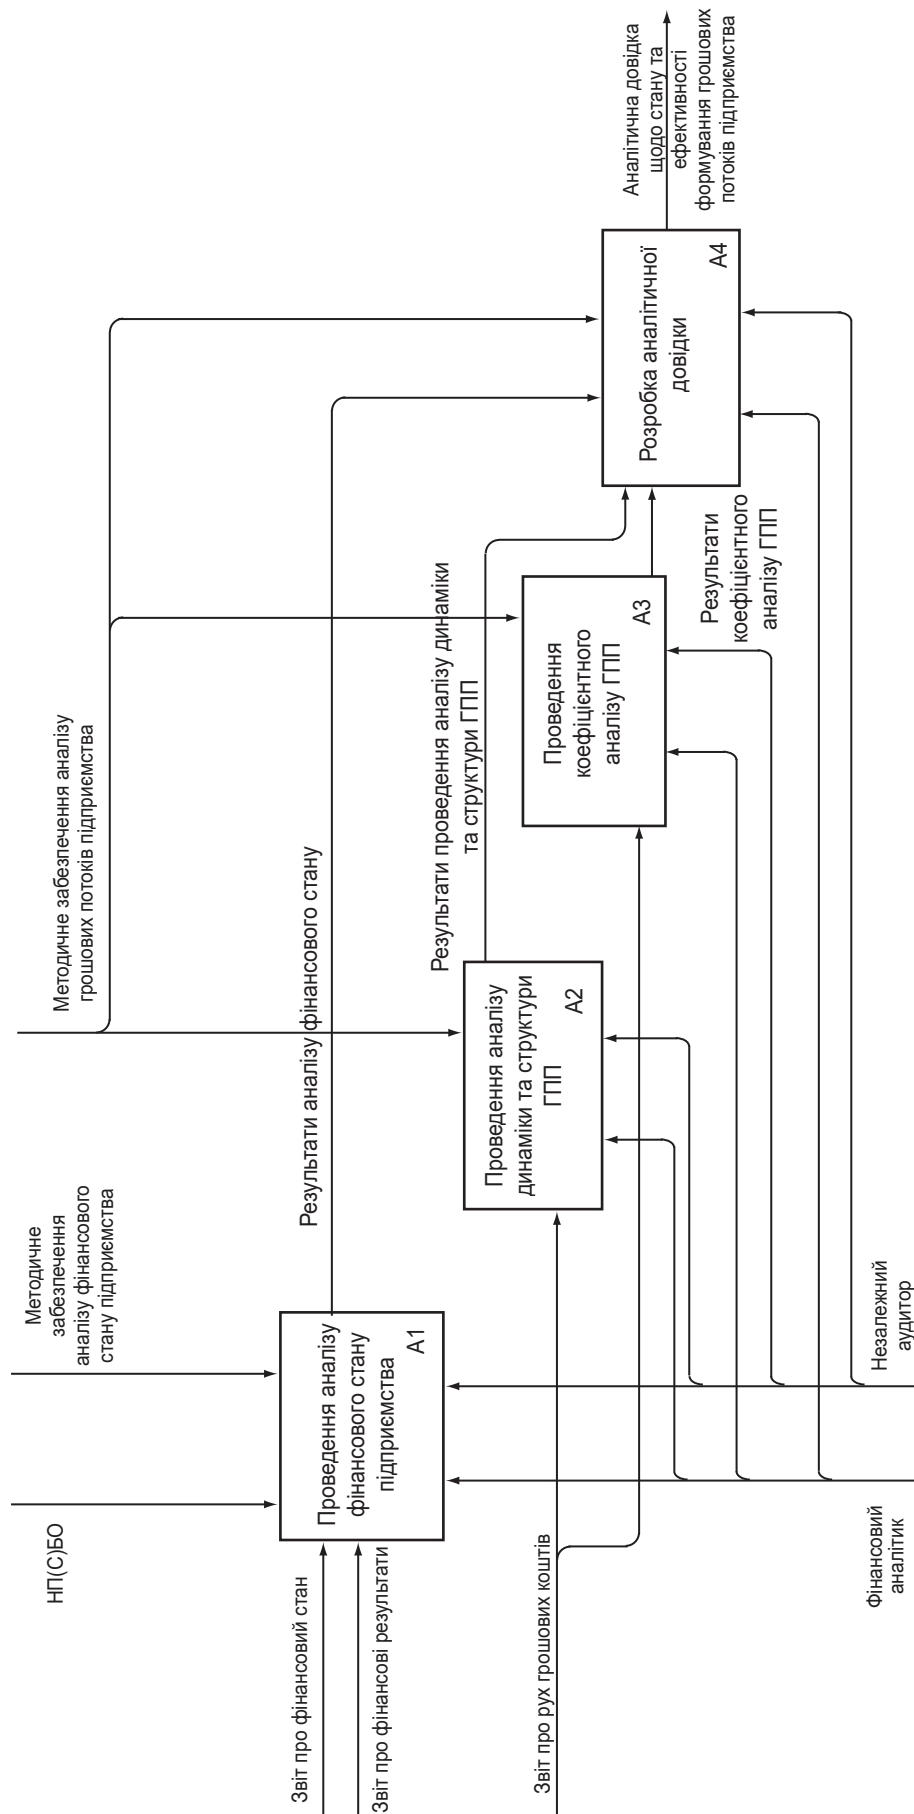 НП(С)БО
Методичне
забезпечення
аналізу фінансового
стану підприємства
Методичне забезпечення аналізу
грошових потоків підприємства
Звіт про фінансовий стан
Звіт про фінансові результати
Проведення аналізу
фінансового стану
підприємства
А1
Результати аналізу фінансового стану
Звіт про рух грошових коштів
Проведення аналізу
динаміки та структури
ГПП
А2
Результати проведення аналізу динаміки
та структури ГПП
Проведення
коефіцієнтного
аналізу ГПП
А3
Результати
коефіцієнтного
аналізу ГПП
Розробка аналітичної
довідки
А4
Аналітична довідка
щодо стану та
ефективності
формування грошових
потоків підприємства
Фінансовий
аналітик
Незалежний
аудитор